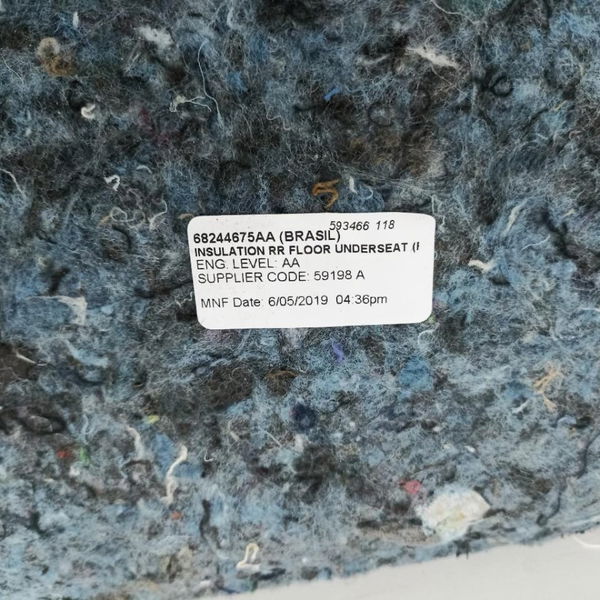 593466 118
68244675AA (BRASIL)
INSULATION RR FLOOR UNDERSEAT (
ENG. LEVEL: AA
SUPPLIER CODE: 59198 A
MNF Date: 6/05/2019 04:36pm